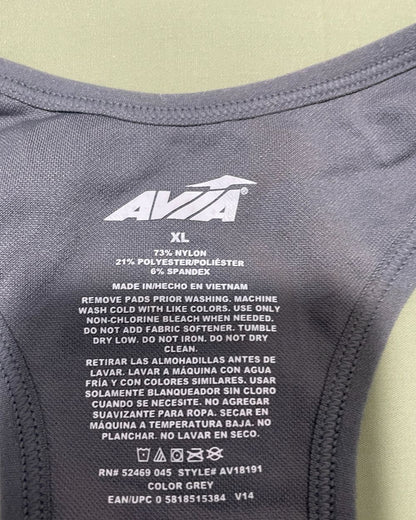 AVIA®
XL
73% NYLON
21% POLYESTER/POLIÉSTER
6% SPANDEX
MADE IN/HECHO EN VIETNAM
REMOVE PADS PRIOR WASHING. MACHINE
WASH COLD WITH LIKE COLORS. USE ONLY
NON-CHLORINE BLEACH WHEN NEEDED.
DO NOT ADD FABRIC SOFTENER. TUMBLE
DRY LOW. DO NOT IRON. DO NOT DRY
CLEAN.
RETIRAR LAS ALMOHADILLAS ANTES DE
LAVAR. LAVAR A MÁQUINA CON AGUA
FRÍA Y CON COLORES SIMILARES. USAR
SOLAMENTE BLANQUEADOR SIN CLORO
CUANDO SE NECESITE. NO AGREGAR
SUAVIZANTE PARA ROPA. SECAR EN
MÁQUINA A TEMPERATURA BAJA. NO
PLANCHAR. NO LAVAR EN SECO.
RN# 52469 045 STYLE# AV18191
COLOR GREY
EAN/UPC 0 5818515384 V14